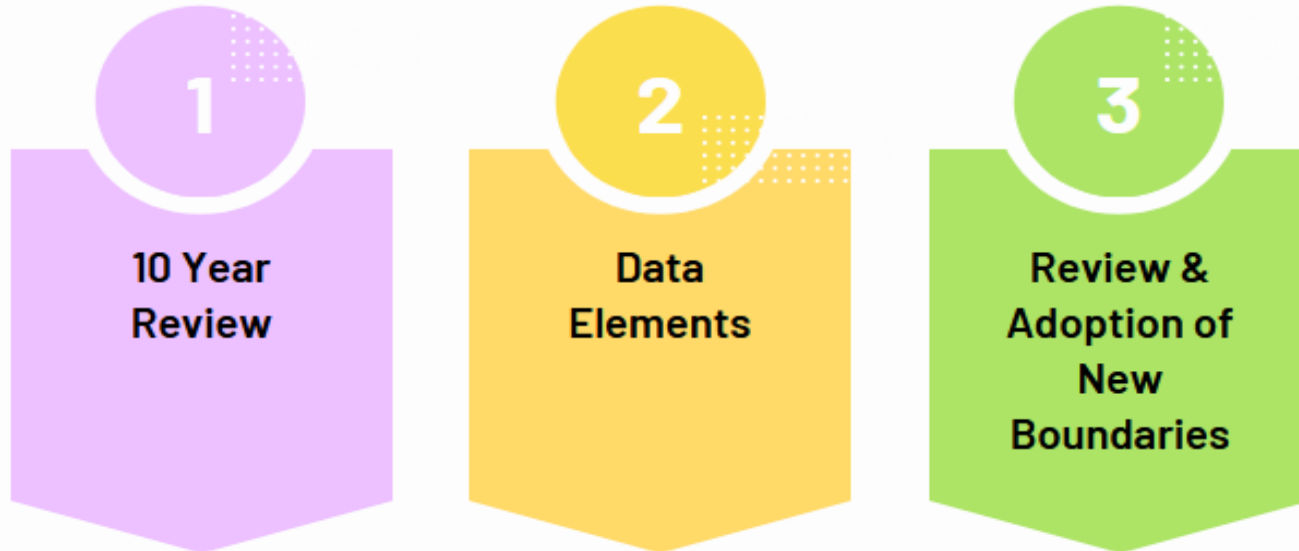 1
10 Year
Review
2
Data
Elements
3
Review &
Adoption of
New
Boundaries